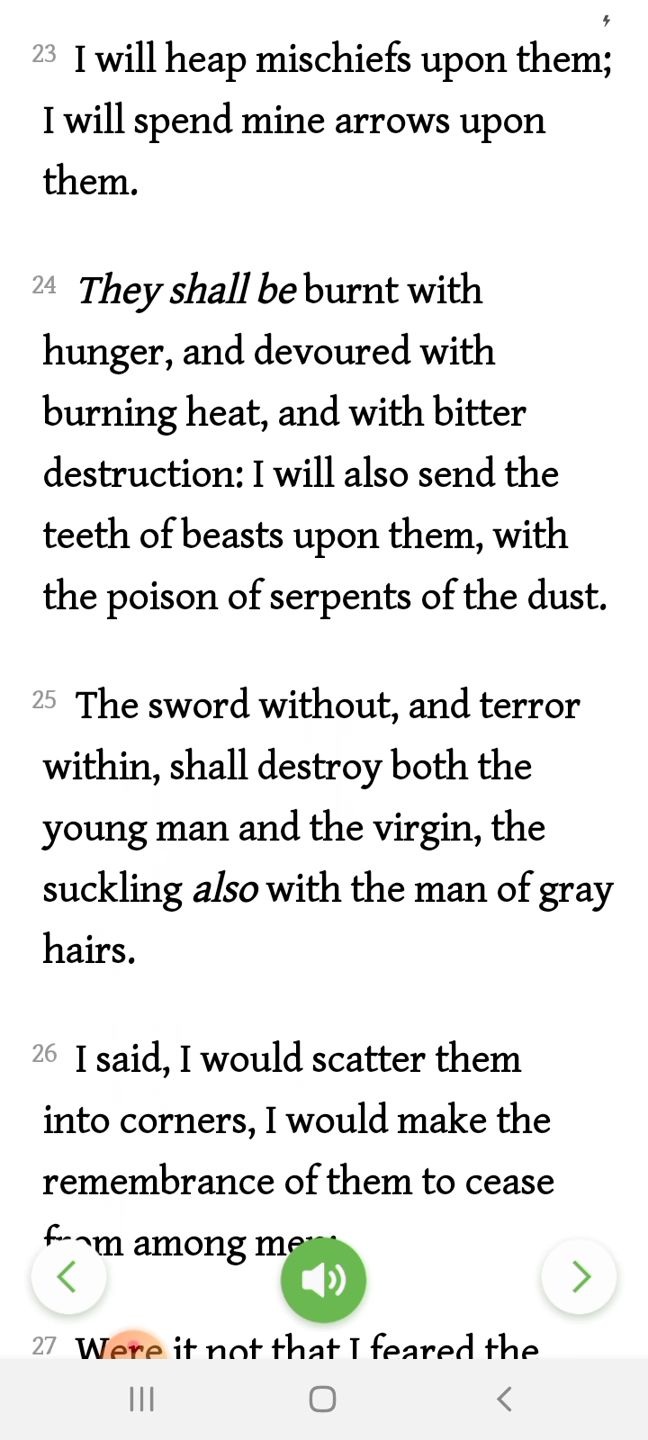 23 I will heap mischiefs upon them;
I will spend mine arrows upon
them.
24 They shall be burnt with
hunger, and devoured with
burning heat, and with bitter
destruction: I will also send the
teeth of beasts upon them, with
the poison of serpents of the dust.
25 The sword without, and terror
within, shall destroy both the
young man and the virgin, the
suckling also with the man of gray
hairs.
26 I said, I would scatter them
into corners, I would make the
remembrance of them to cease
from among men:
27 Were it not that I feared the